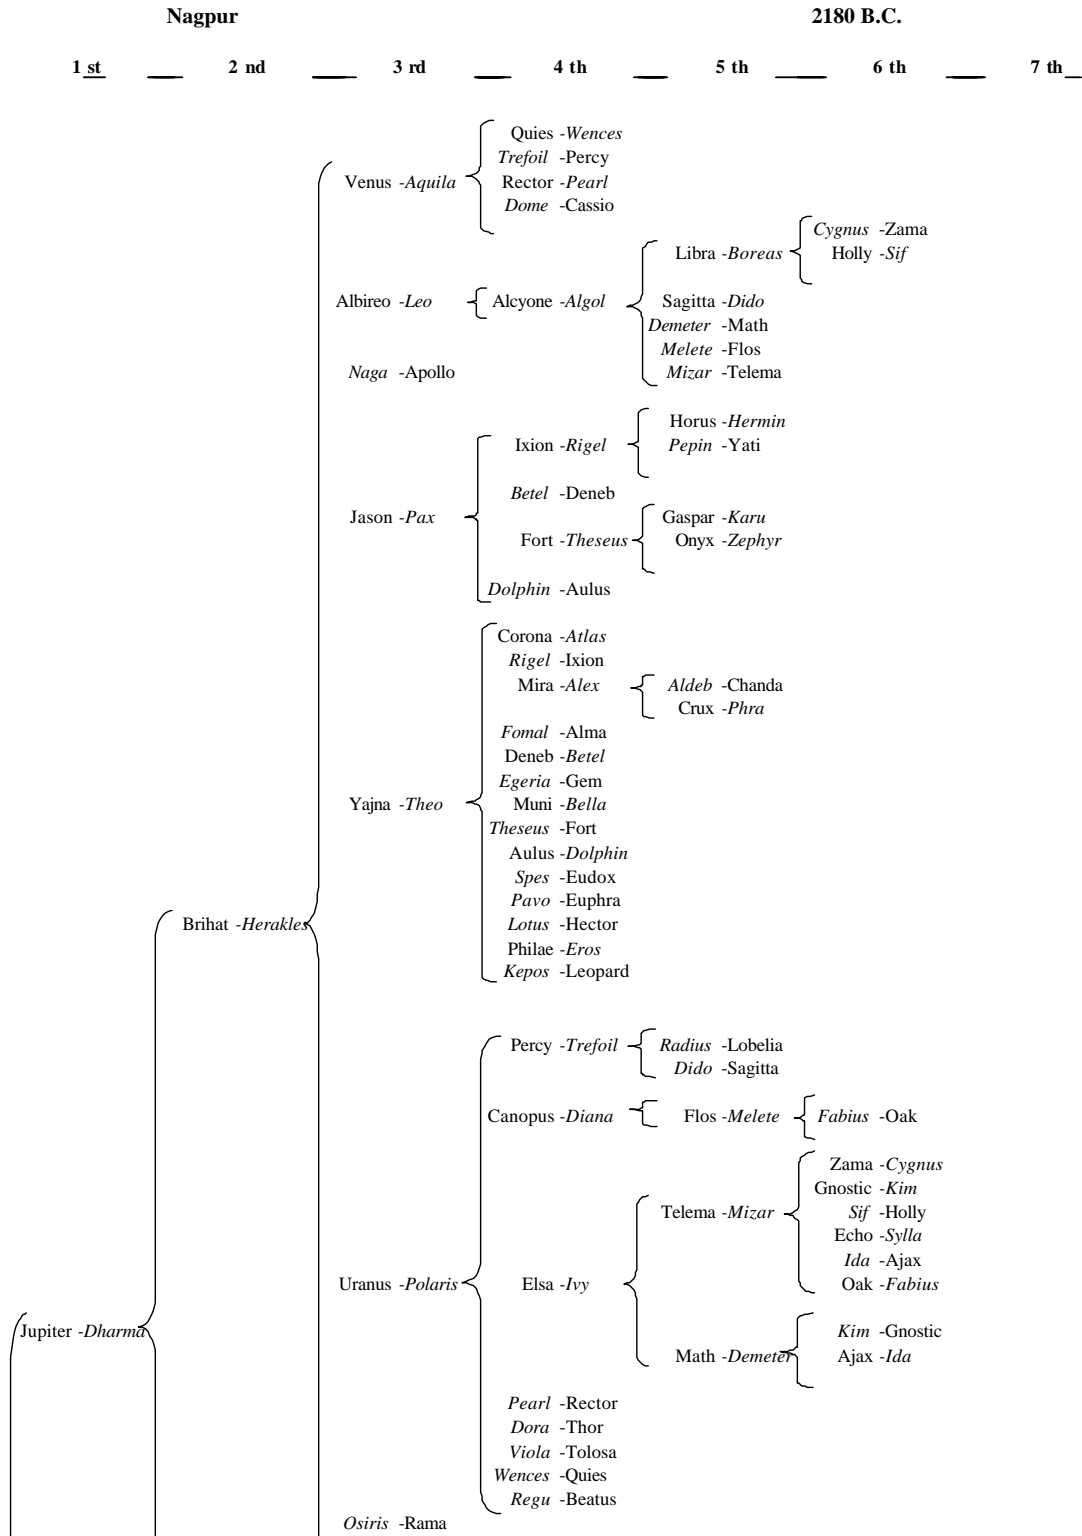 Nagpur 2180 B.C.
1 st 2 nd 3 rd 4 th 5 th 6 th 7 th
Quies -Wences
Trefoil -Percy
Venus -Aquila
Rector -Pearl
Dome -Cassio
Cygnus -Zama
Libra -Boreas Holly -Sif
Albireo -Leo Alcyone -Algol Sagitta -Dido
Demeter -Math
Melete -Flos
Naga -Apollo Mizar -Telema
Horus -Hermin
Ixion -Rigel Pepin -Yati
Betel -Deneb
Jason -Pax Gaspar -Karu
Fort -Theseus Onyx -Zephyr
Dolphin -Aulus
Corona -Atlas
Rigel -Ixion
Mira -Alex Aldeb -Chanda
Crux -Phra
Fomal -Alma
Deneb -Betel
Egeria -Gem
Yajna -Theo Muni -Bella
Theseus -Fort
Aulus -Dolphin
Spes -Eudox
Pavo -Euphra
Brihat -Herakles Lotus -Hector
Philae -Eros
Kepos -Leopard
Percy -Trefoil Radius -Lobelia
Dido -Sagitta
Canopus -Diana Flos -Melete Fabius -Oak
Zama -Cygnus
Gnostic -Kim
Telema -Mizar Sif -Holly
Echo -Sylla
Ida -Ajax
Uranus -Polaris Elsa -Ivy Oak -Fabius
Jupiter -Dharma Kim -Gnostic
Math -Demeter Ajax -Ida
Pearl -Rector
Dora -Thor
Viola -Tolosa
Wences -Quies
Regu -Beatus
Osiris -Rama